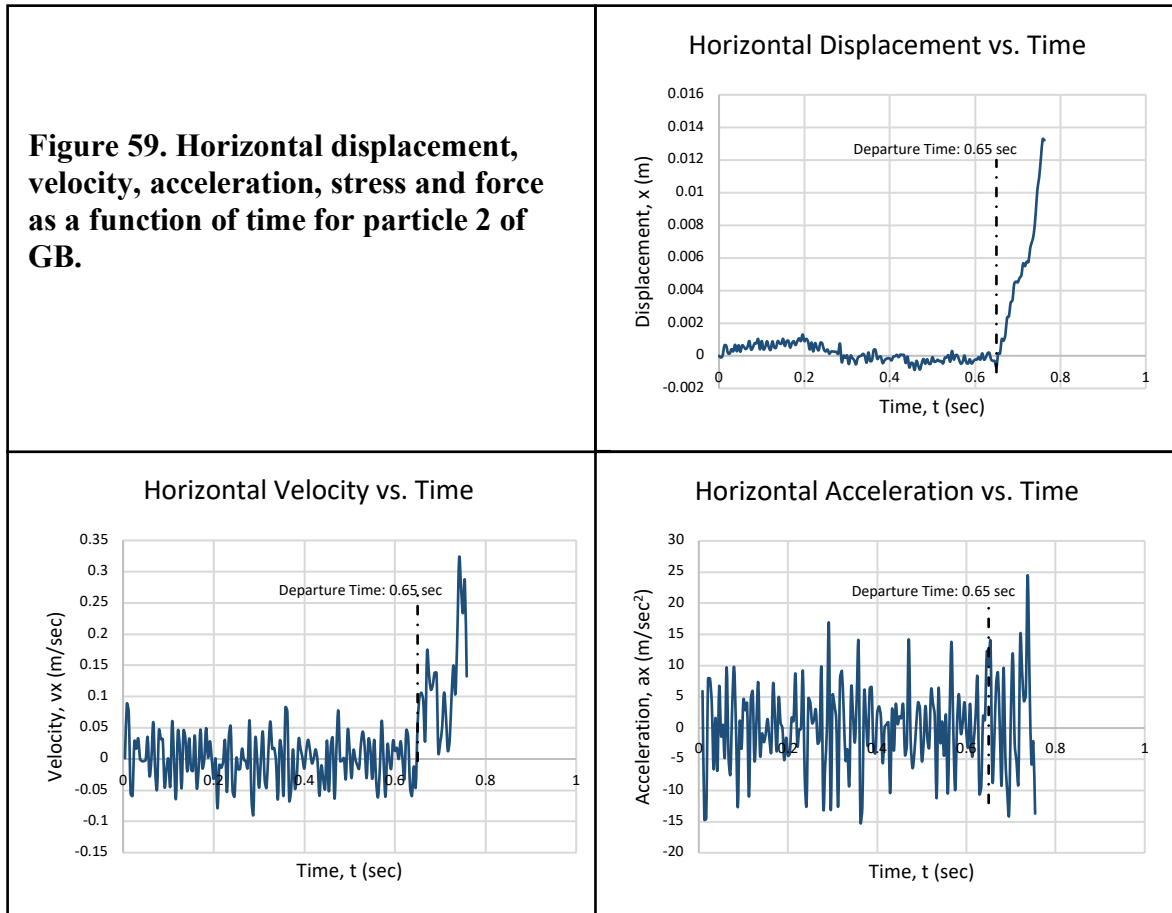 Figure 59. Horizontal displacement,
velocity, acceleration, stress and force
as a function of time for particle 2 of
GB.
Horizontal Displacement vs. Time
0.016
0.014
0.012
0.01
0.008
0.006
0.004
0.002
0
-0.002
Displacement, x (m)
Departure Time: 0.65 sec
0 0.2 0.4 0.6 0.8 1
Time, t (sec)
Horizontal Velocity vs. Time
0.35
0.3
0.25
0.2
0.15
0.1
0.05
0
-0.05
-0.1
-0.15
Velocity, vx (m/sec)
Departure Time: 0.65 sec
0 0.2 0.4 0.6 0.8 1
Time, t (sec)
Horizontal Acceleration vs. Time
30
25
20
15
10
5
0
-5
-10
-15
-20
Acceleration, ax (m/sec²)
Departure Time: 0.65 sec
0 0.2 0.4 0.6 0.8 1
Time, t (sec)